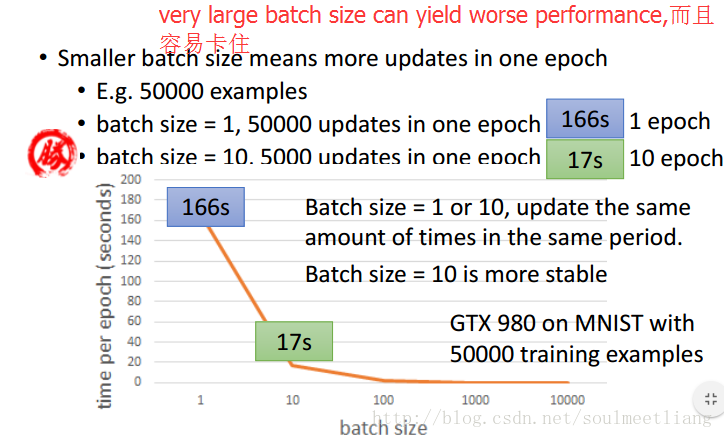 very large batch size can yield worse performance,而且
容易卡住
• Smaller batch size means more updates in one epoch
• E.g. 50000 examples
• batch size = 1, 50000 updates in one epoch 166s 1 epoch
勝 • batch size = 10, 5000 updates in one epoch 17s 10 epoch
200
180
160
140
120
100
80
60
40
20
0
time per epoch (seconds)
166s
17s
Batch size = 1 or 10, update the same
amount of times in the same period.
Batch size = 10 is more stable
GTX 980 on MNIST with
50000 training examples
1 10 100 1000 10000
batch size
http://blog.csdn.net/soulmeetliang